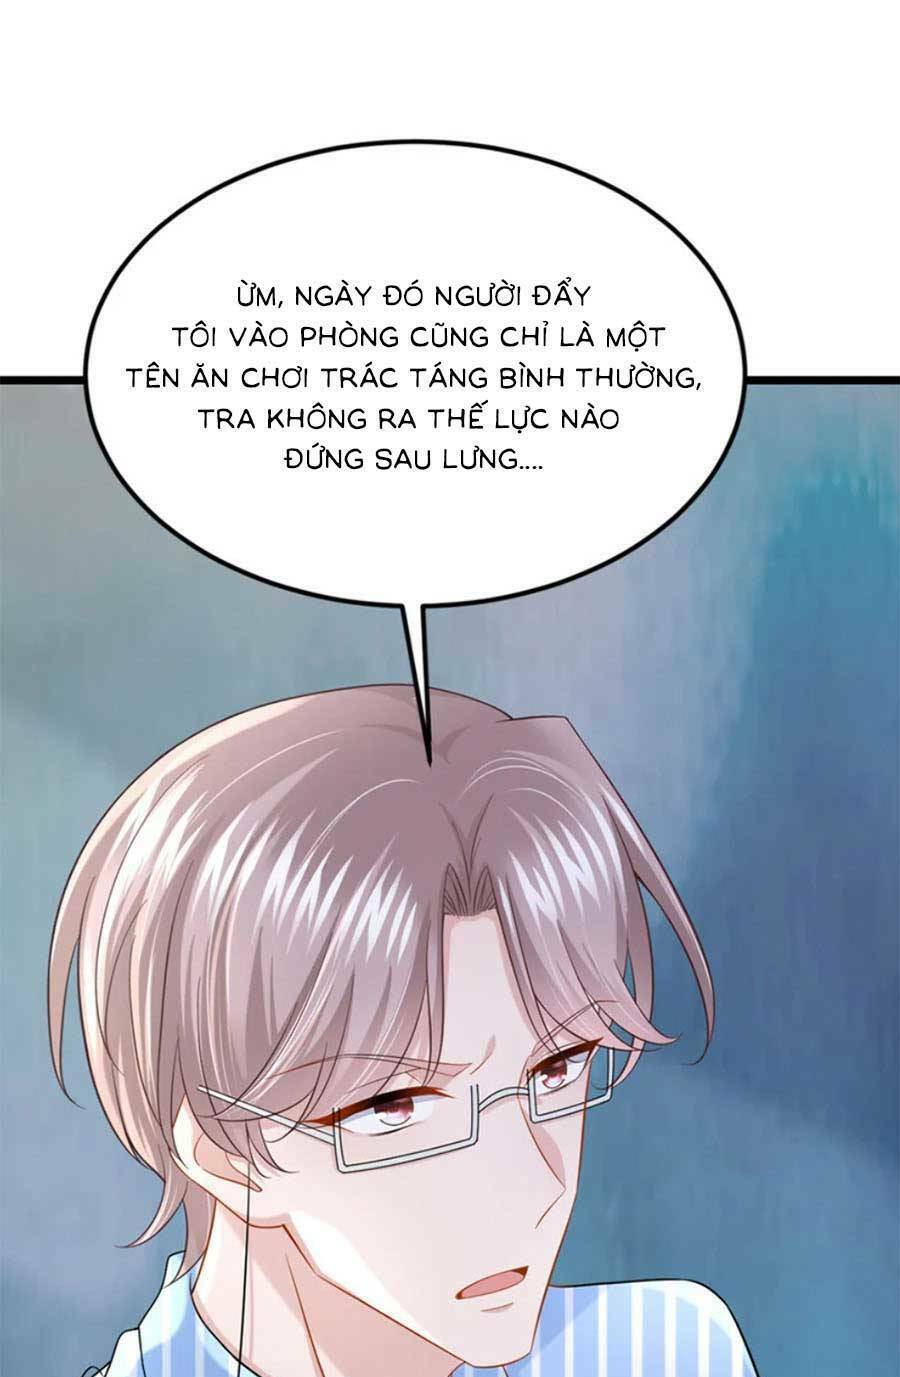 ỪM, NGÀY ĐÓ NGƯỜI ĐẨY
TÔI VÀO PHÒNG CŨNG CHỈ LÀ MỘT
TÊN ĂN CHƠI TRÁC TÁNG BÌNH THƯỜNG,
TRA KHÔNG RA THẾ LỰC NÀO
ĐỨNG SAU LƯNG....